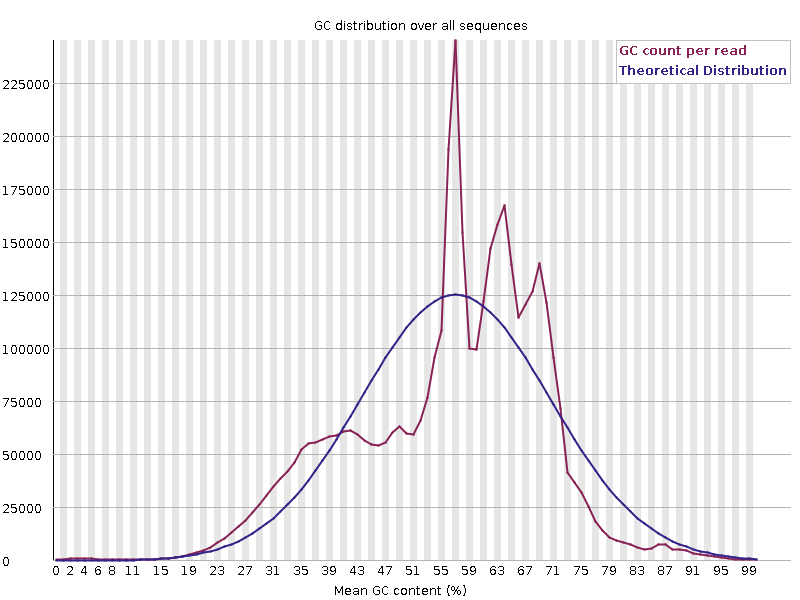 GC distribution over all sequences
GC count per read
Theoretical Distribution
225000
200000
175000
150000
125000
100000
75000
50000
25000
0
0 2 4 6 8 11 15 19 23 27 31 35 39 43 47 51 55 59 63 67 71 75 79 83 87 91 95 99
Mean GC content (%)